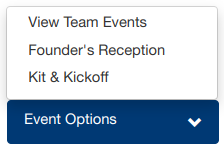 View Team Events
Founder's Reception
Kit & Kickoff
Event Options